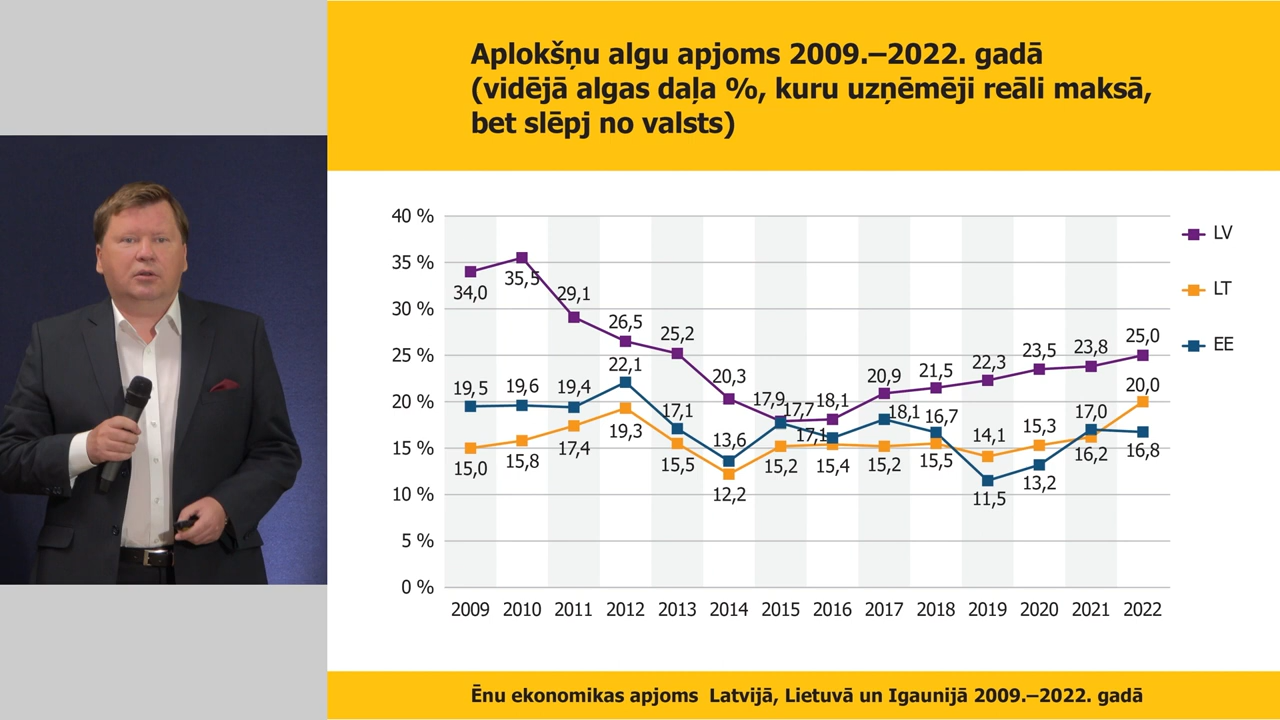 Aplokšņu algu apjoms 2009.–2022. gadā
(vidējā algas daļa %, kuru uzņēmēji reāli maksā,
bet slēpj no valsts)
40 %
35 %
30 %
25 %
20 %
15 %
10 %
5 %
0 %
34,0 35,5 29,1 26,5 25,2 20,3 17,9 18,1 20,9 21,5 22,3 23,5 23,8 25,0
19,5 19,6 19,4 22,1 17,1 13,6 17,7 17,1 18,1 16,7 11,5 13,2 17,0 16,8
15,0 15,8 17,4 19,3 15,5 12,2 15,2 15,4 15,2 15,5 14,1 15,3 16,2 20,0
2009 2010 2011 2012 2013 2014 2015 2016 2017 2018 2019 2020 2021 2022
LV
LT
EE
Ēnu ekonomikas apjoms Latvijā, Lietuvā un Igaunijā 2009.–2022. gadā